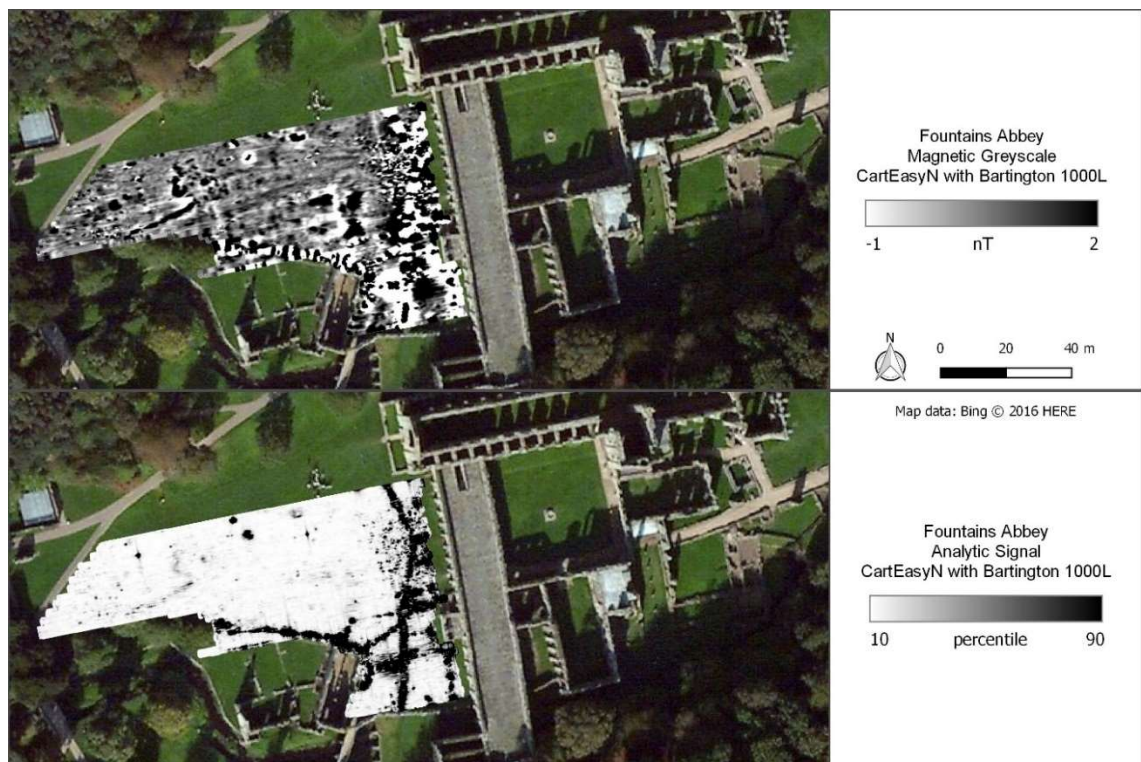 Fountains Abbey
Magnetic Greyscale
CartEasyN with Bartington 1000L
-1 nT 2
N
0 20 40 m
Map data: Bing © 2016 HERE
Fountains Abbey
Analytic Signal
CartEasyN with Bartington 1000L
10 percentile 90